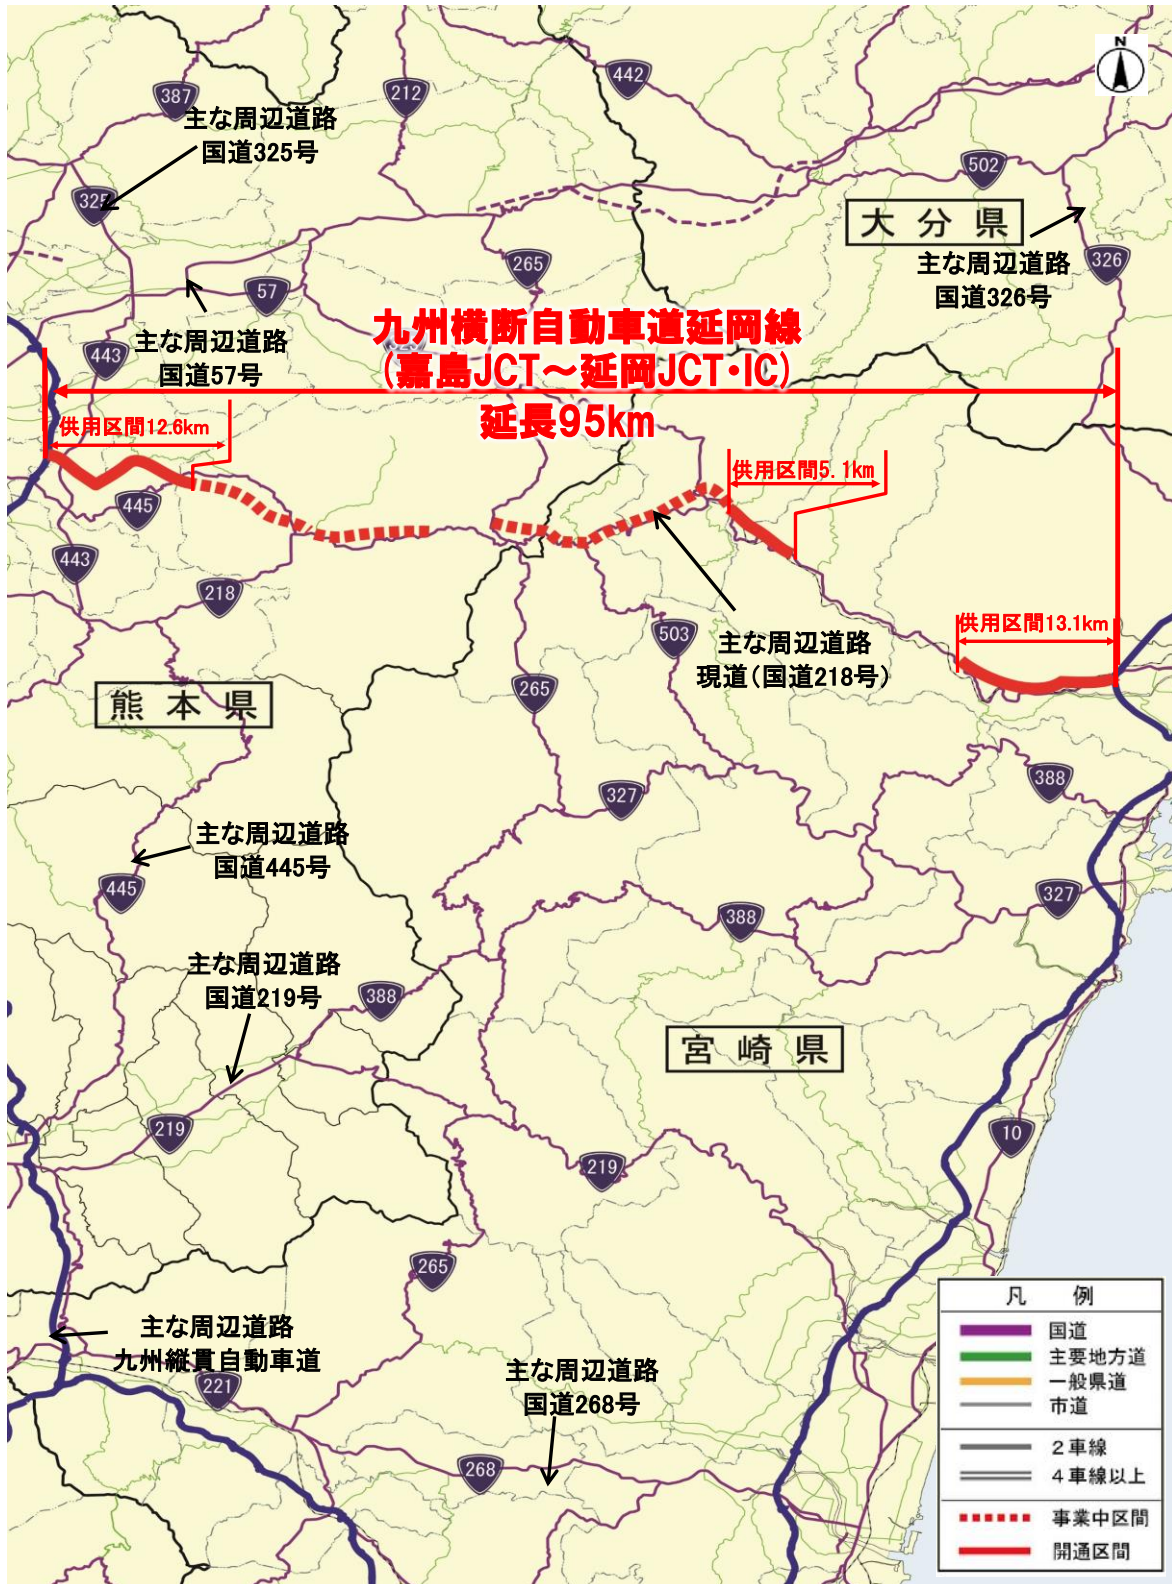 N
442
387
212
主な周辺道路
国道325号
502
325
大分県
265
326
主な周辺道路
国道326号
57
九州横断自動車道延岡線
(嘉島JCT～延岡JCT・IC)
延長95km
主な周辺道路
国道57号
443
供用区間12.6km
供用区間5.1km
445
443
218
503
主な周辺道路
現道(国道218号)
供用区間13.1km
熊本県
265
327
388
主な周辺道路
国道445号
445
388
327
主な周辺道路
国道219号
388
宮崎県
219
10
219
265
凡　例
国道
主要地方道
一般県道
市道
２車線
４車線以上
事業中区間
開通区間
主な周辺道路
九州縦貫自動車道
221
主な周辺道路
国道268号
268